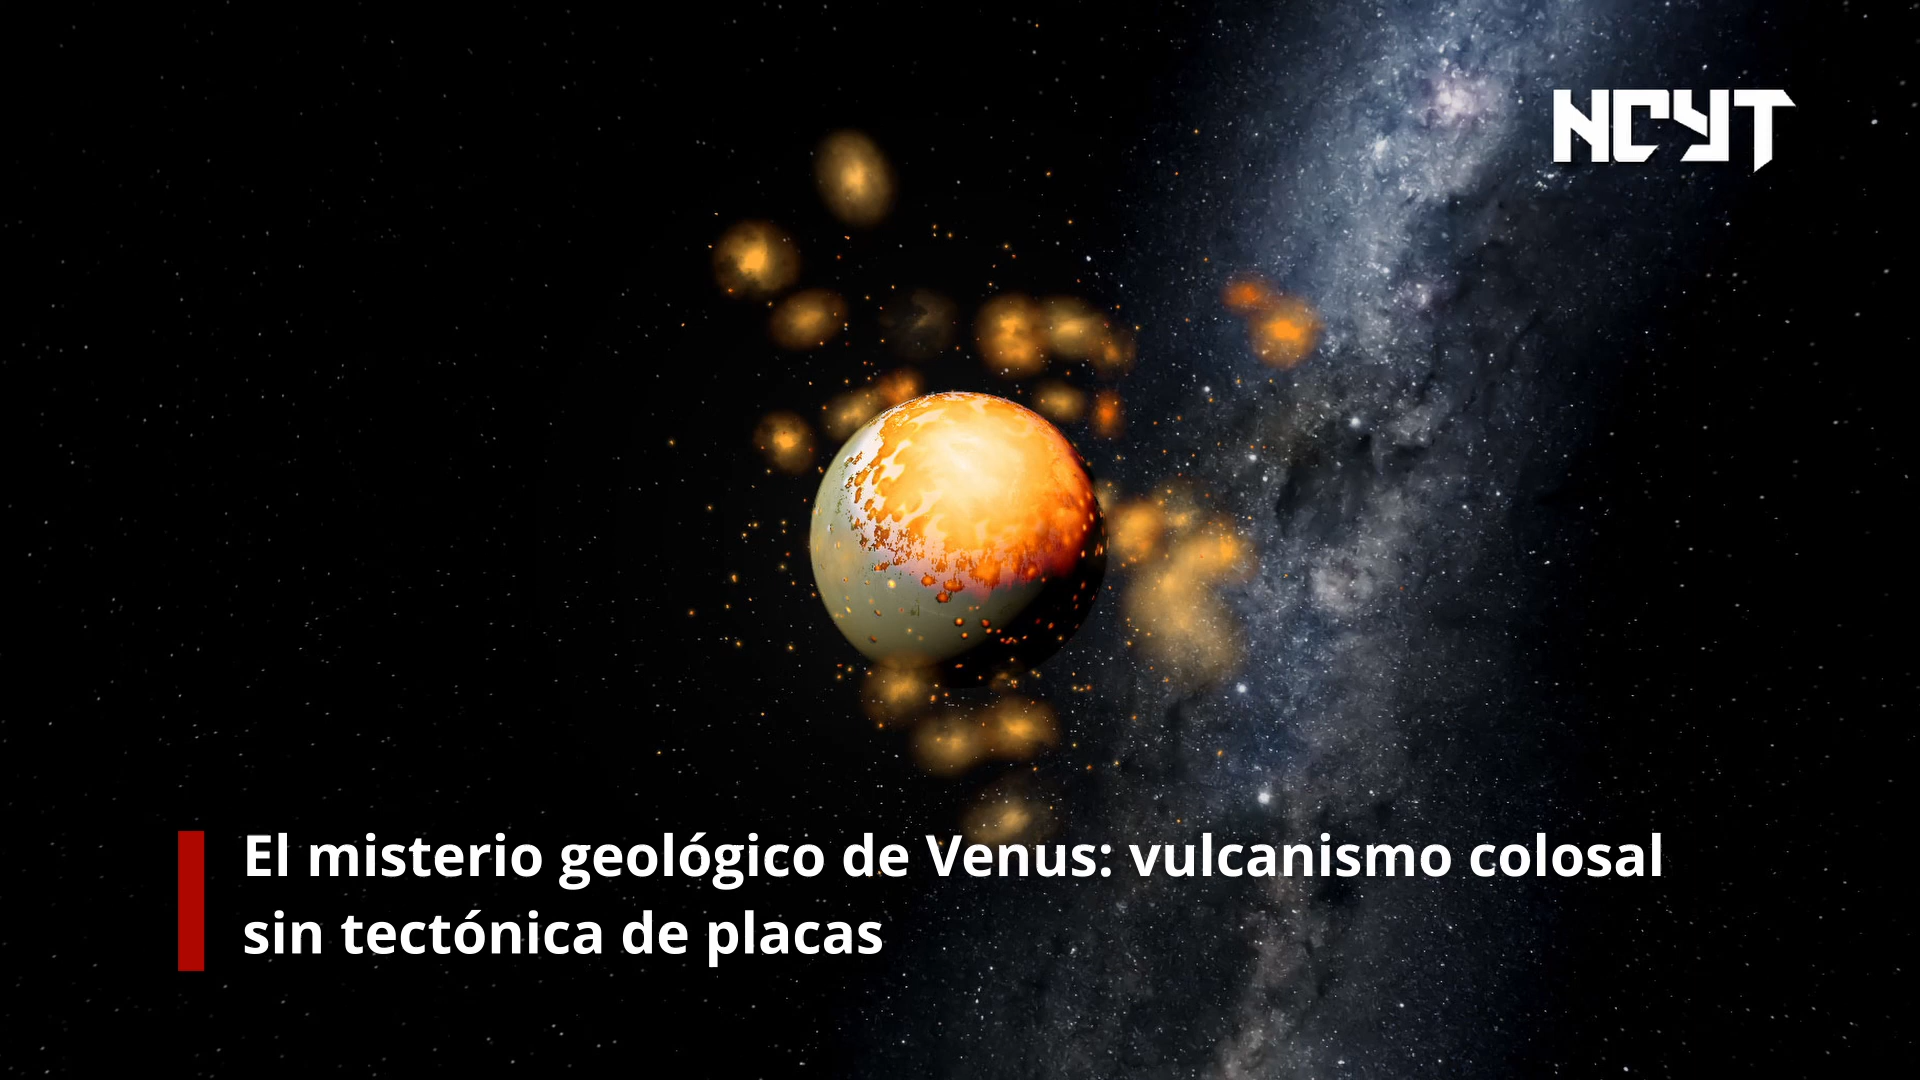 NCYT
El misterio geológico de Venus: vulcanismo colosal
sin tectónica de placas